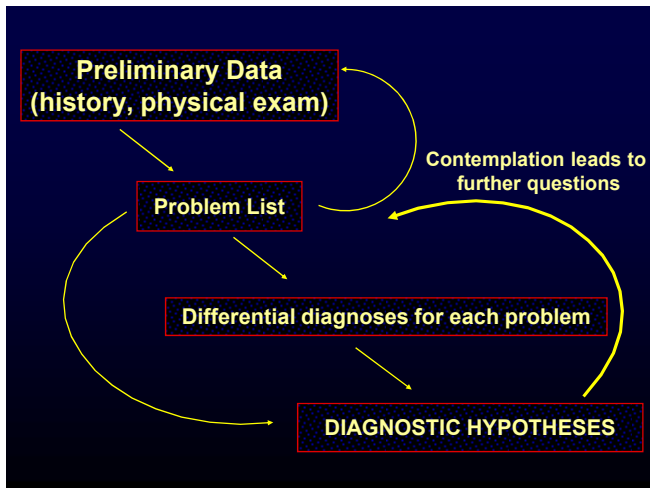 Preliminary Data
(history, physical exam)
Contemplation leads to
further questions
Problem List
Differential diagnoses for each problem
DIAGNOSTIC HYPOTHESES